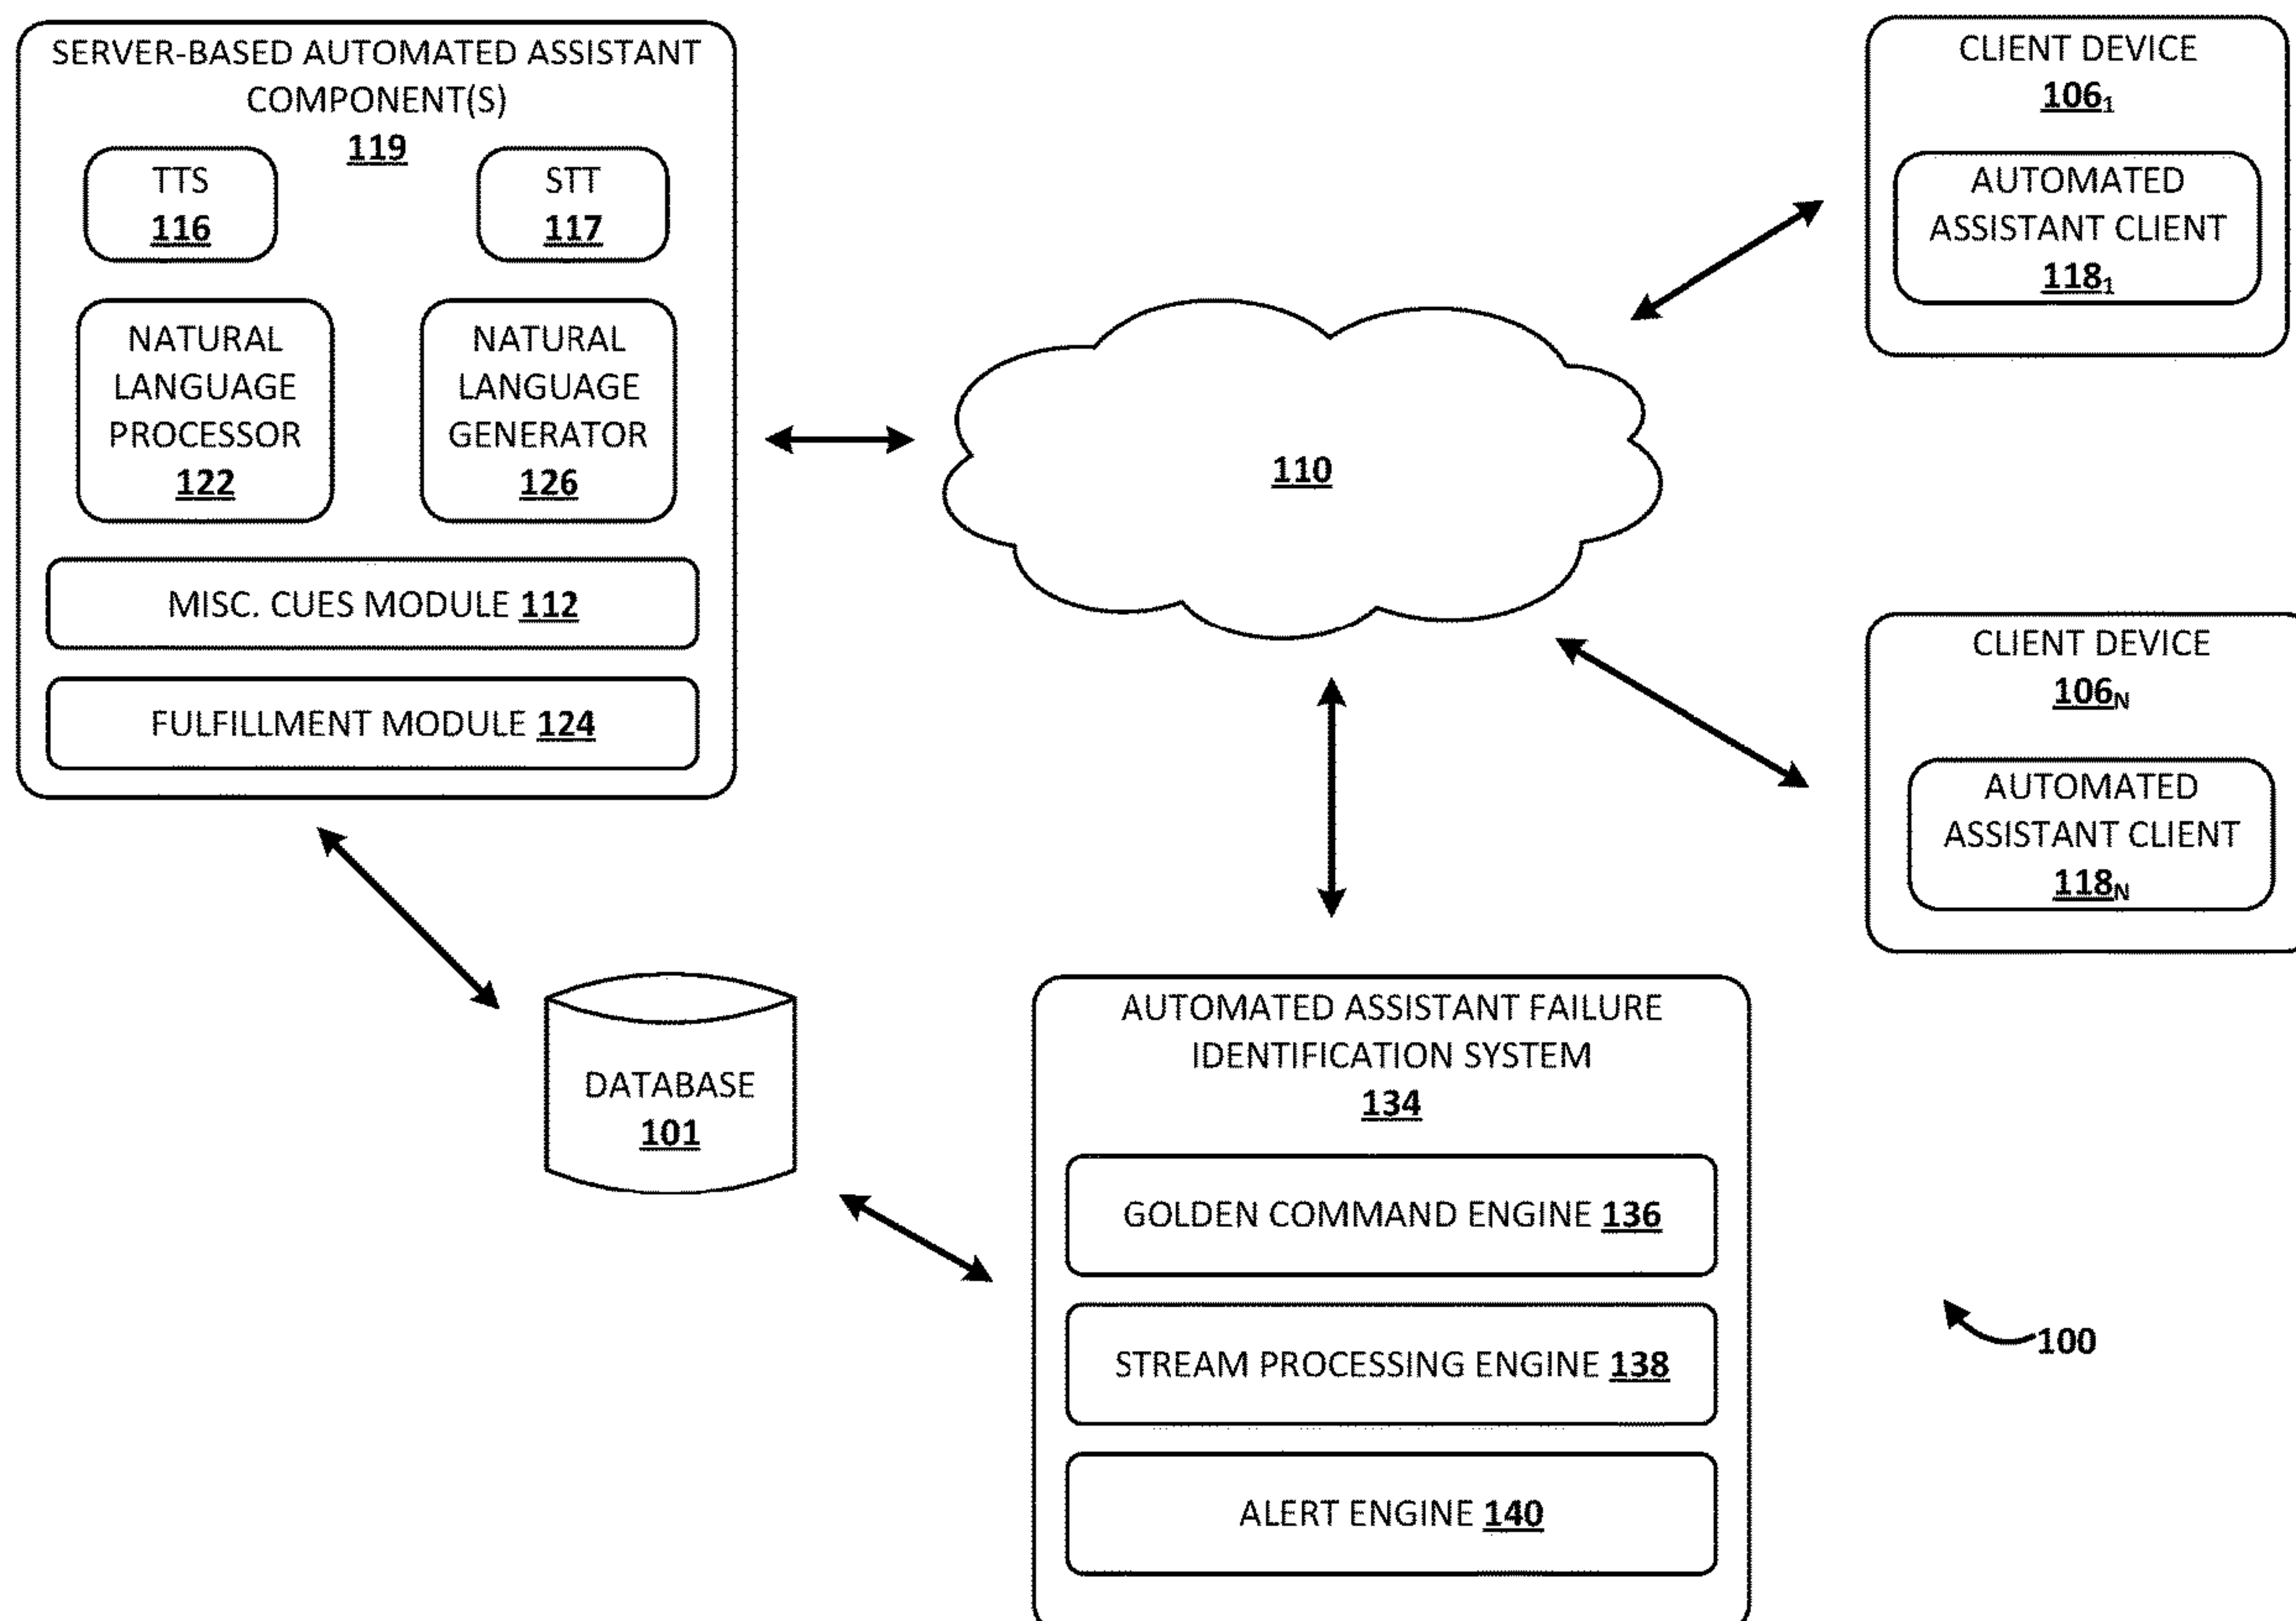 SERVER-BASED AUTOMATED ASSISTANT
COMPONENT(S)
119
TTS
116
STT
117
NATURAL
LANGUAGE
PROCESSOR
122
NATURAL
LANGUAGE
GENERATOR
126
MISC. CUES MODULE 112
FULFILLMENT MODULE 124
110
CLIENT DEVICE
106₁
AUTOMATED
ASSISTANT CLIENT
118₁
CLIENT DEVICE
106N
AUTOMATED
ASSISTANT CLIENT
118N
DATABASE
101
AUTOMATED ASSISTANT FAILURE
IDENTIFICATION SYSTEM
134
GOLDEN COMMAND ENGINE 136
STREAM PROCESSING ENGINE 138
ALERT ENGINE 140
100